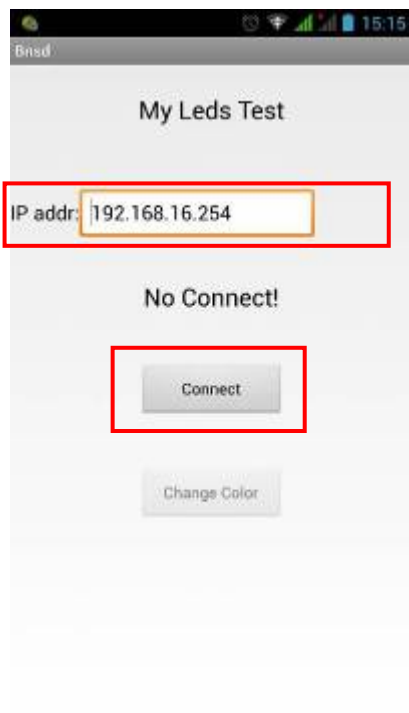 15:15
Bnsd
My Leds Test
IP addr: 192.168.16.254
No Connect!
Connect
Change Color